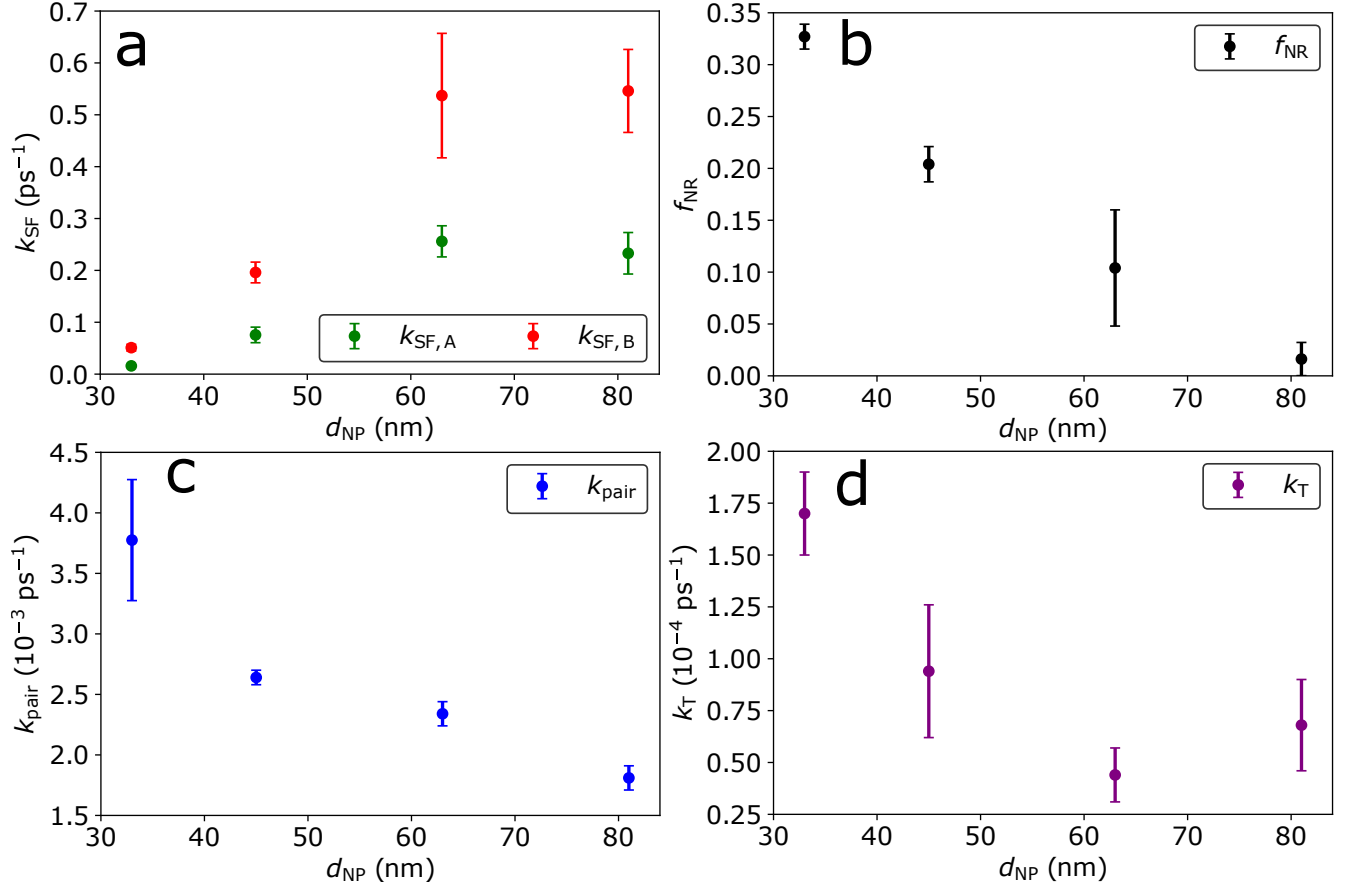 a
k_SF (ps⁻¹)
0.7
0.6
0.5
0.4
0.3
0.2
0.1
0.0
k_SF, A
k_SF, B
30 40 50 60 70 80
d_NP (nm)
b
f_NR
f_NR
0.35
0.30
0.25
0.20
0.15
0.10
0.05
0.00
30 40 50 60 70 80
d_NP (nm)
c
k_pair
k_pair (10⁻³ ps⁻¹)
4.5
4.0
3.5
3.0
2.5
2.0
1.5
30 40 50 60 70 80
d_NP (nm)
d
k_T
k_T (10⁻⁴ ps⁻¹)
2.00
1.75
1.50
1.25
1.00
0.75
0.50
0.25
30 40 50 60 70 80
d_NP (nm)